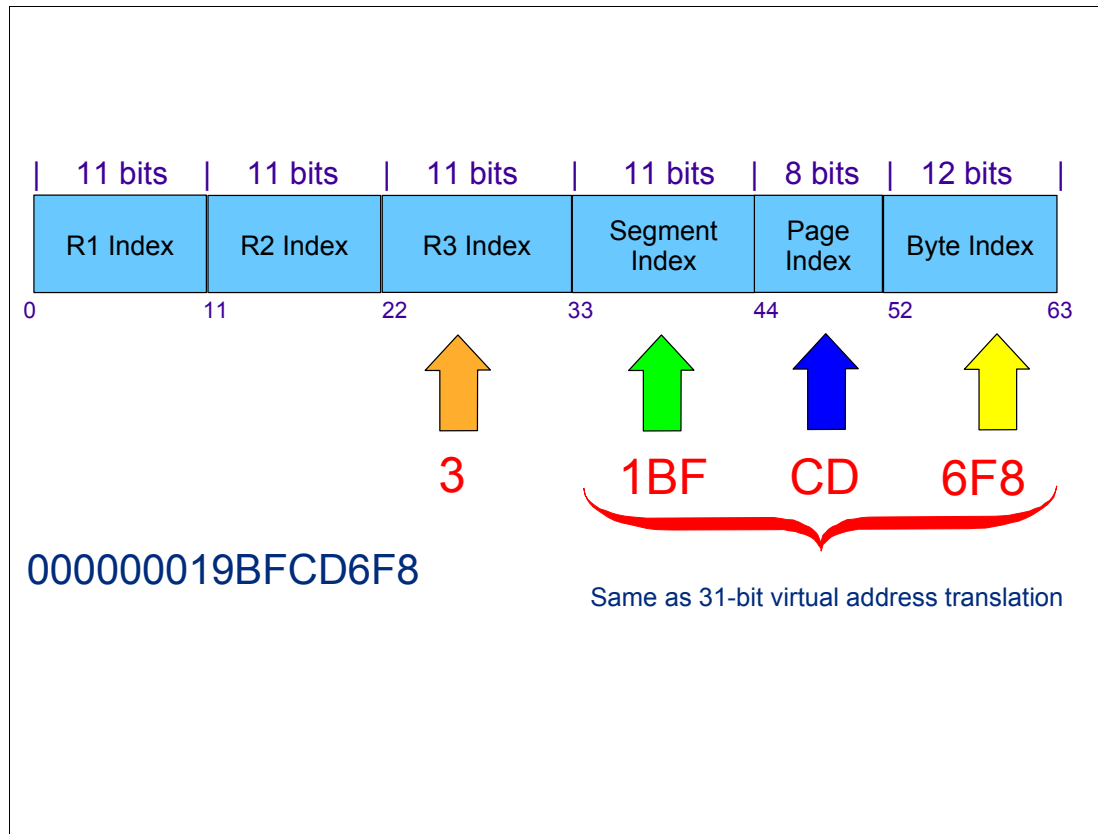 | 11 bits | 11 bits | 11 bits | 11 bits | 8 bits | 12 bits |
R1 Index R2 Index R3 Index Segment Index Page Index Byte Index
0 11 22 33 44 52 63
3 1BF CD 6F8
000000019BFCD6F8
Same as 31-bit virtual address translation